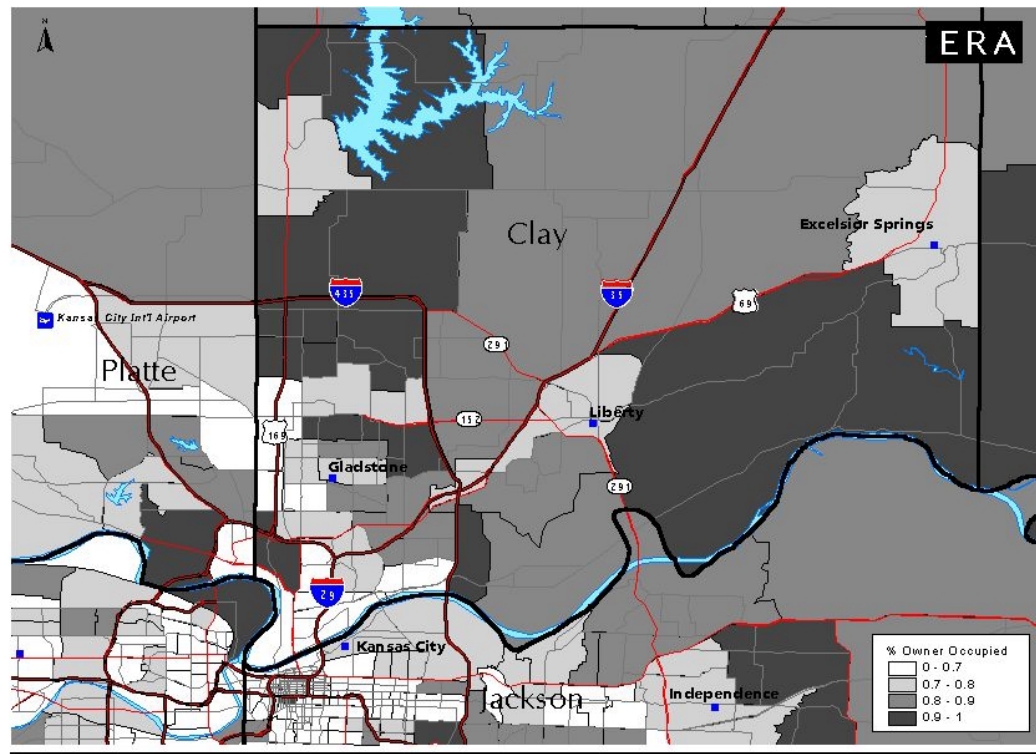 N
ERA
Clay
Excelsior Springs
435
35
69
Kansas City Int'l Airport
291
Platte
152
Liberty
169
Gladstone
291
29
Kansas City
Jackson
Independence
% Owner Occupied
0 - 0.7
0.7 - 0.8
0.8 - 0.9
0.9 - 1